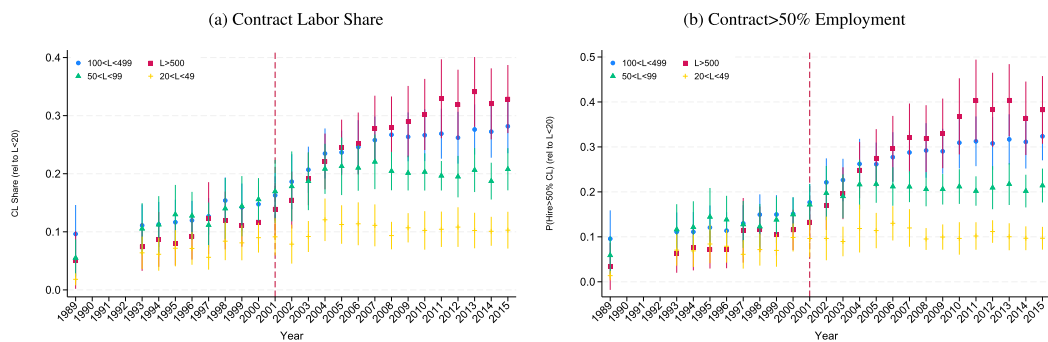 (a) Contract Labor Share
(b) Contract>50% Employment
CL Share (rel to L<20)
100<L<499
L>500
50<L<99
20<L<49
0.4
0.3
0.2
0.1
0.0
1989 1990 1991 1992 1993 1994 1995 1996 1997 1998 1999 2000 2001 2002 2003 2004 2005 2006 2007 2008 2009 2010 2011 2012 2013 2014 2015
Year
P(Hire>50% CL) (rel to L<20)
100<L<499
L>500
50<L<99
20<L<49
0.5
0.4
0.3
0.2
0.1
0.0
1989 1990 1991 1992 1993 1994 1995 1996 1997 1998 1999 2000 2001 2002 2003 2004 2005 2006 2007 2008 2009 2010 2011 2012 2013 2014 2015
Year